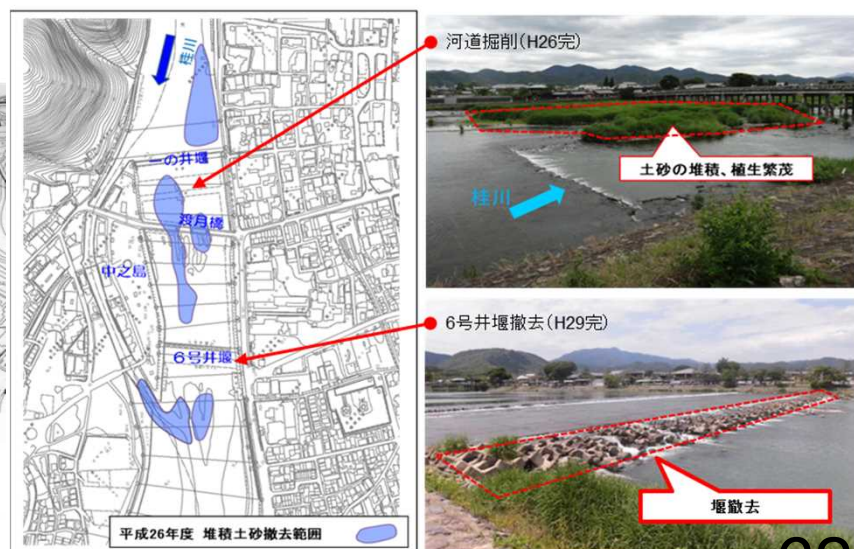 桂川
一の井堰
渡月橋
中之島
6号井堰
平成26年度 堆積土砂撤去範囲
河道掘削(H26完)
土砂の堆積、植生繁茂
桂川
6号井堰撤去(H29完)
堰撤去